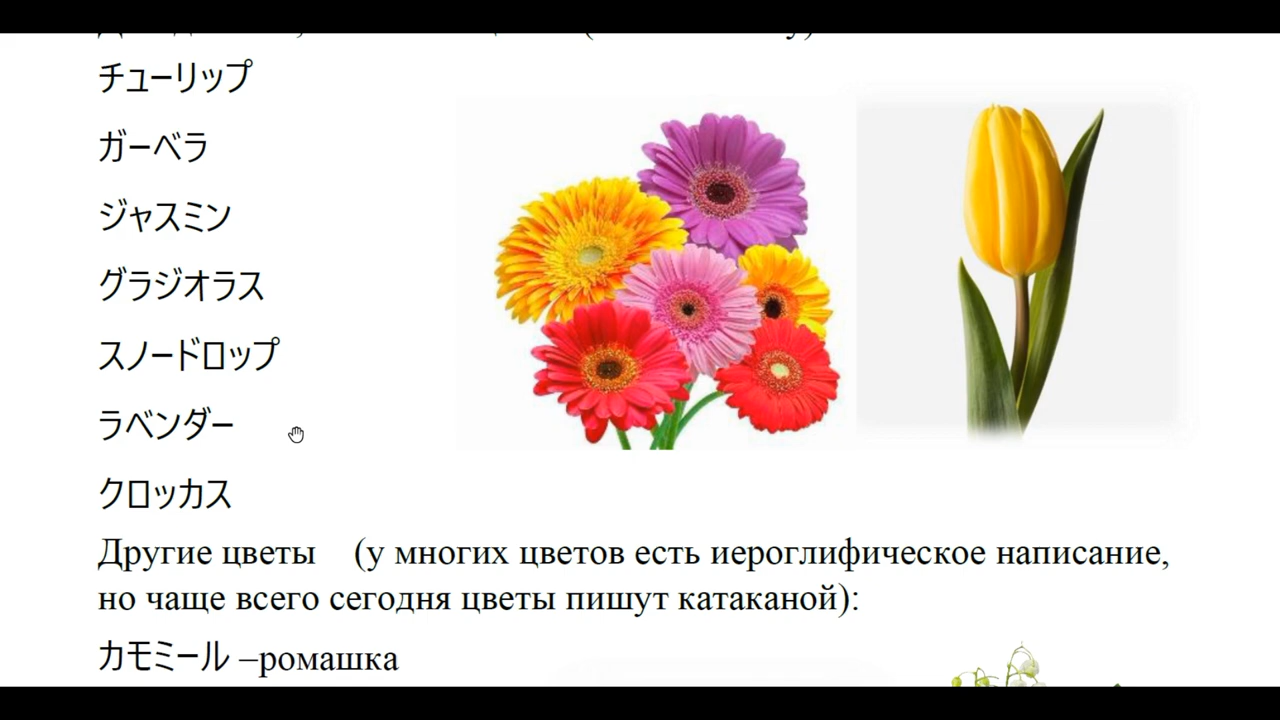 チューリップ
ガーベラ
ジャスミン
グラジオラス
スノードロップ
ラベンダー
クロッカス
Другие цветы (у многих цветов есть иероглифическое написание,
но чаще всего сегодня цветы пишут катаканой):
カモミール –ромашка